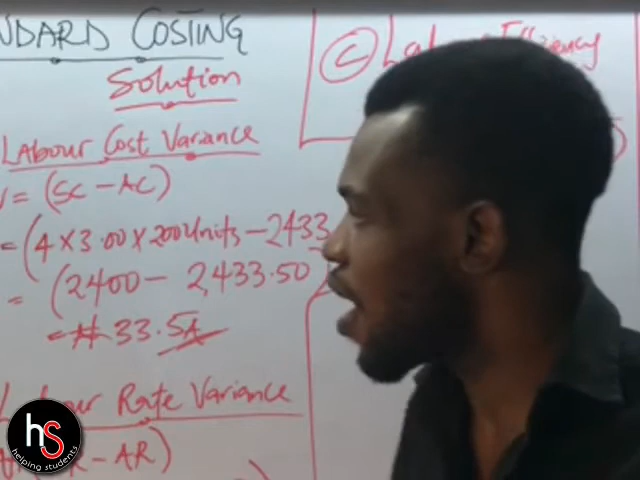 NDARD COSTING
Solution
Labour Cost Variance
V = (SC - AC)
= (4 X 3.00 X 200 Units - 2433
= (2400 - 2,433.50
= ₦ 33.5A
Labour Rate Variance
R - AR)
C Labour Efficiency
hs
helping students